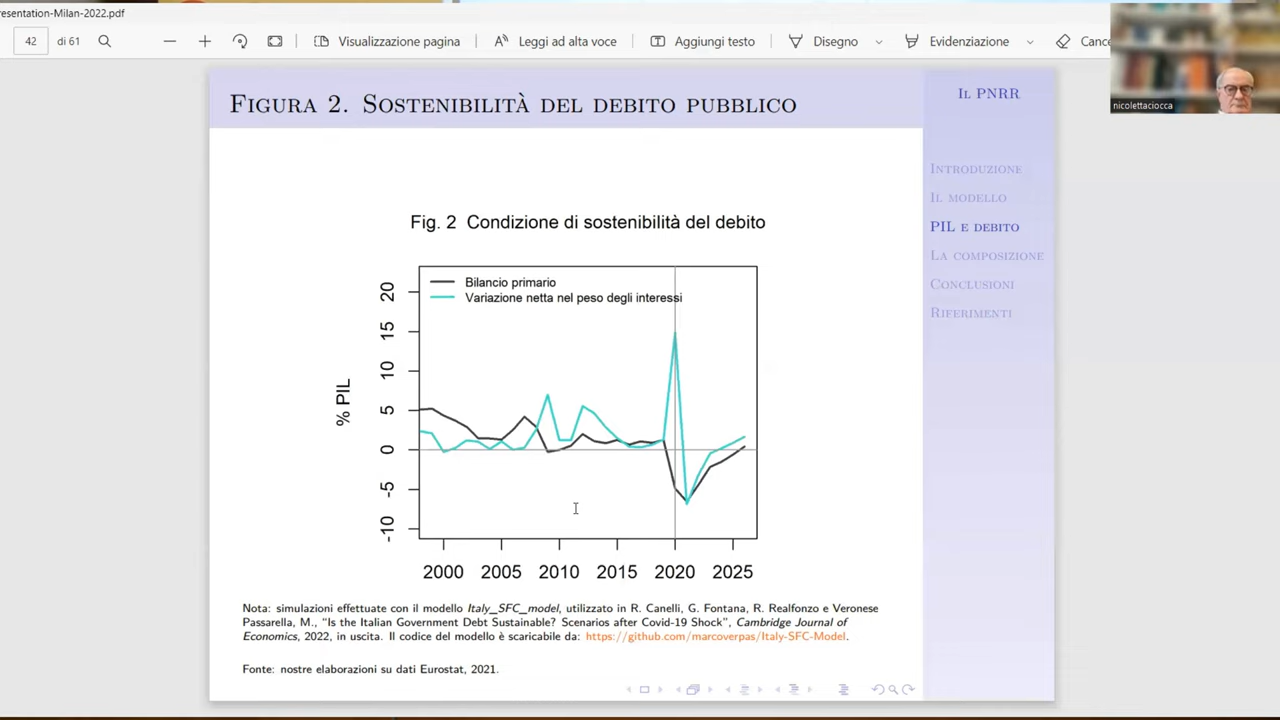 resentation-Milan-2022.pdf
42 di 61 Visualizzazione pagina Leggi ad alta voce Aggiungi testo Disegno Evidenziazione Cance
nicolettaciocca
Figura 2. Sostenibilità del debito pubblico
Il PNRR
Introduzione
Il modello
PIL e debito
La composizione
Conclusioni
Riferimenti
Fig. 2 Condizione di sostenibilità del debito
Bilancio primario
Variazione netta nel peso degli interessi
% PIL
20
15
10
5
0
-5
-10
2000 2005 2010 2015 2020 2025
Nota: simulazioni effettuate con il modello Italy_SFC_model, utilizzato in R. Canelli, G. Fontana, R. Realfonzo e Veronese
Passarella, M., “Is the Italian Government Debt Sustainable? Scenarios after Covid-19 Shock”, Cambridge Journal of
Economics, 2022, in uscita. Il codice del modello è scaricabile da: https://github.com/marcoverpas/Italy-SFC-Model.
Fonte: nostre elaborazioni su dati Eurostat, 2021.